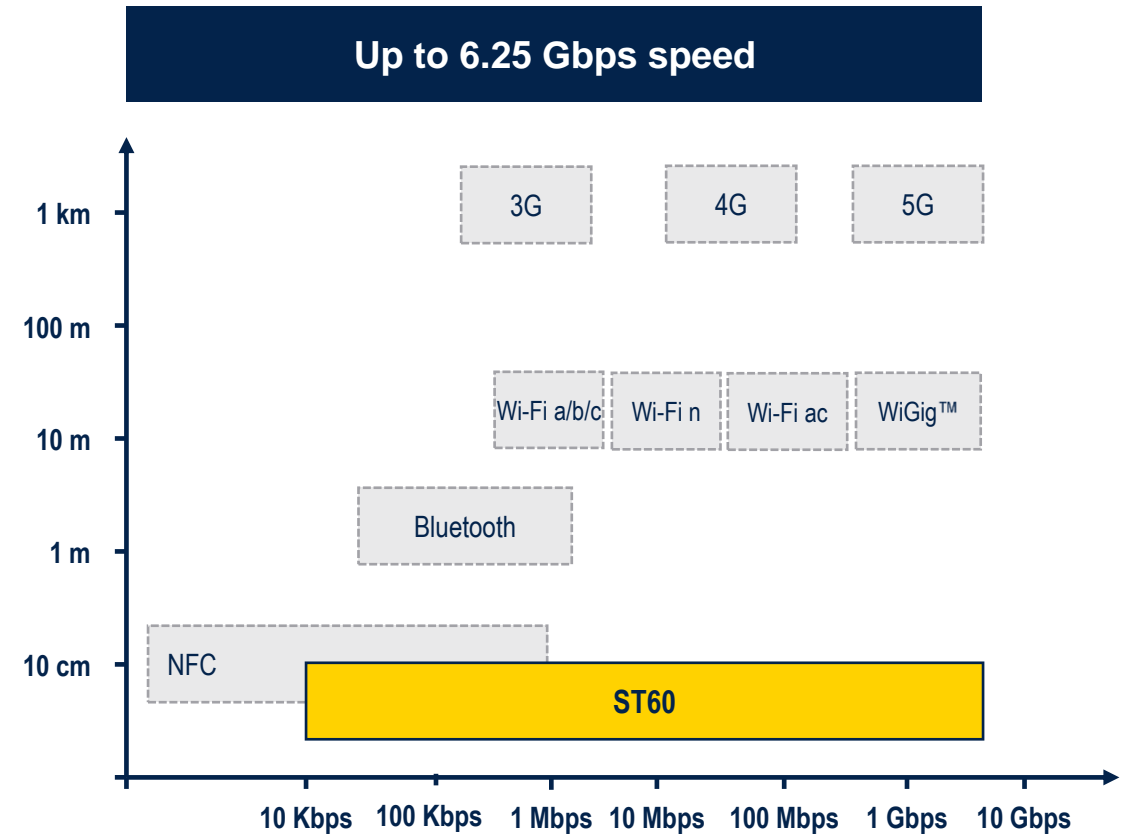 Up to 6.25 Gbps speed
1 km
3G
4G
5G
100 m
10 m
Wi-Fi a/b/c
Wi-Fi n
Wi-Fi ac
WiGig™
Bluetooth
1 m
10 cm
NFC
ST60
10 Kbps
100 Kbps
1 Mbps
10 Mbps
100 Mbps
1 Gbps
10 Gbps